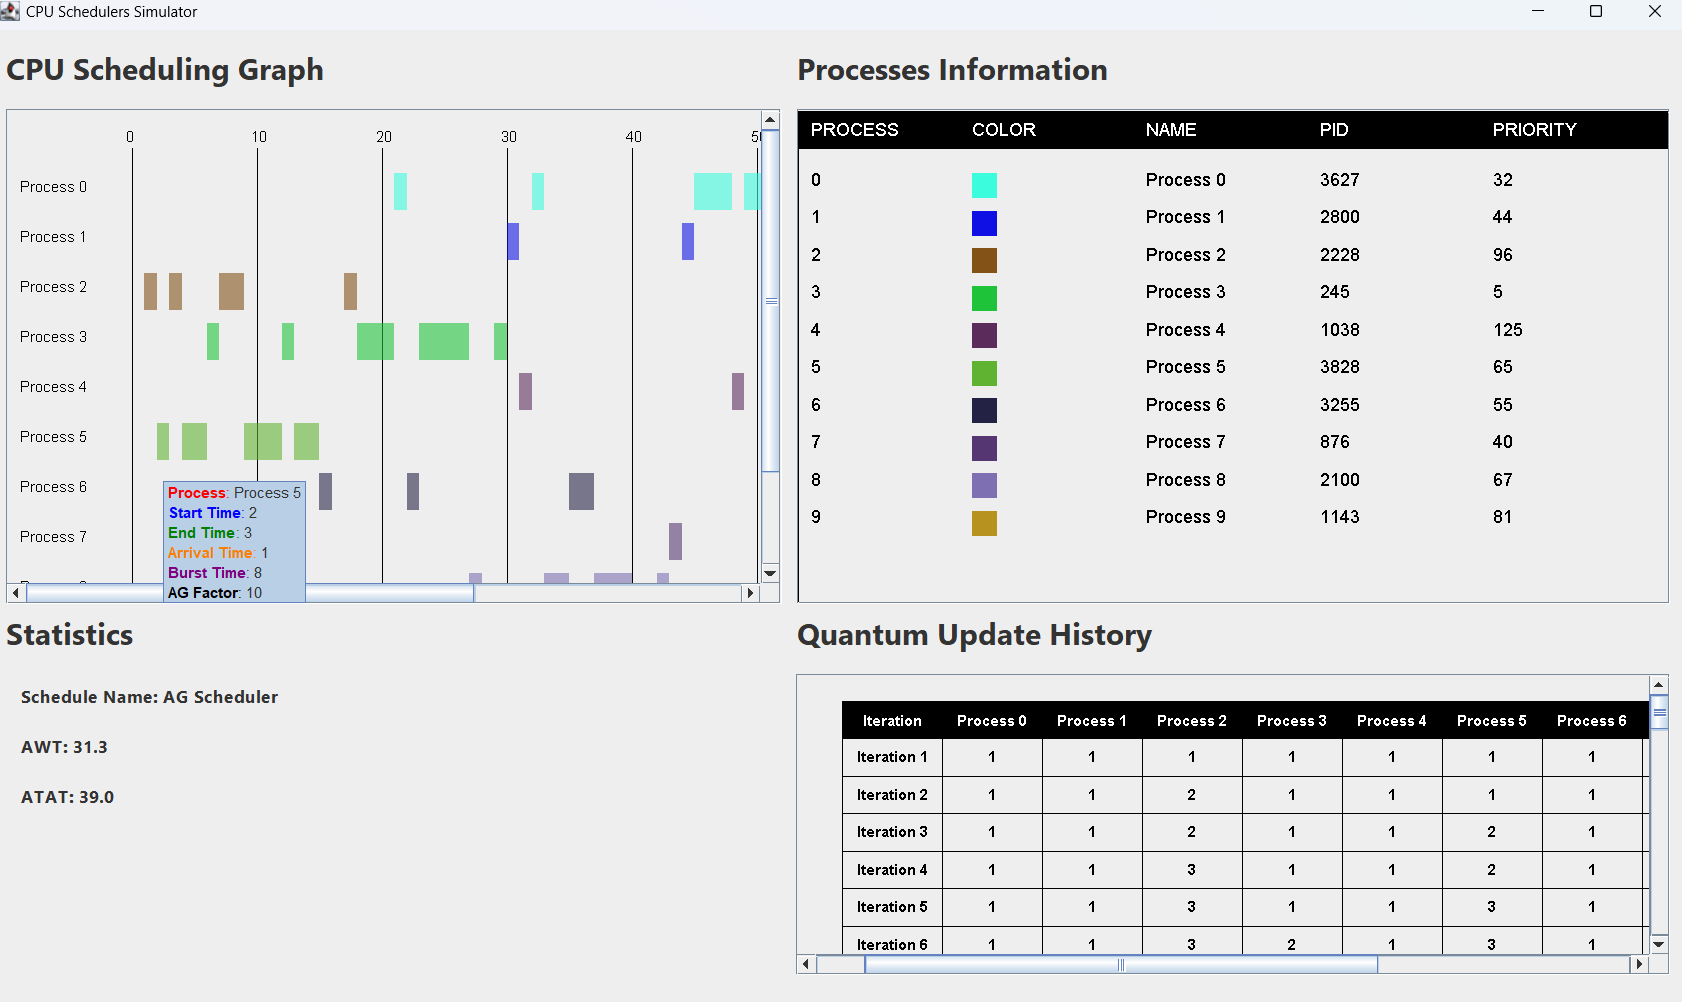 CPU Schedulers Simulator
CPU Scheduling Graph
0 10 20 30 40
Process 0
Process 1
Process 2
Process 3
Process 4
Process 5
Process 6
Process 7
Process: Process 5
Start Time: 2
End Time: 3
Arrival Time: 1
Burst Time: 8
AG Factor: 10
Processes Information
PROCESS COLOR NAME PID PRIORITY
0 Process 0 3627 32
1 Process 1 2800 44
2 Process 2 2228 96
3 Process 3 245 5
4 Process 4 1038 125
5 Process 5 3828 65
6 Process 6 3255 55
7 Process 7 876 40
8 Process 8 2100 67
9 Process 9 1143 81
Statistics
Schedule Name: AG Scheduler
AWT: 31.3
ATAT: 39.0
Quantum Update History
Iteration Process 0 Process 1 Process 2 Process 3 Process 4 Process 5 Process 6
Iteration 1 1 1 1 1 1 1 1
Iteration 2 1 1 2 1 1 1 1
Iteration 3 1 1 2 1 1 2 1
Iteration 4 1 1 3 1 1 2 1
Iteration 5 1 1 3 1 1 3 1
Iteration 6 1 1 3 2 1 3 1